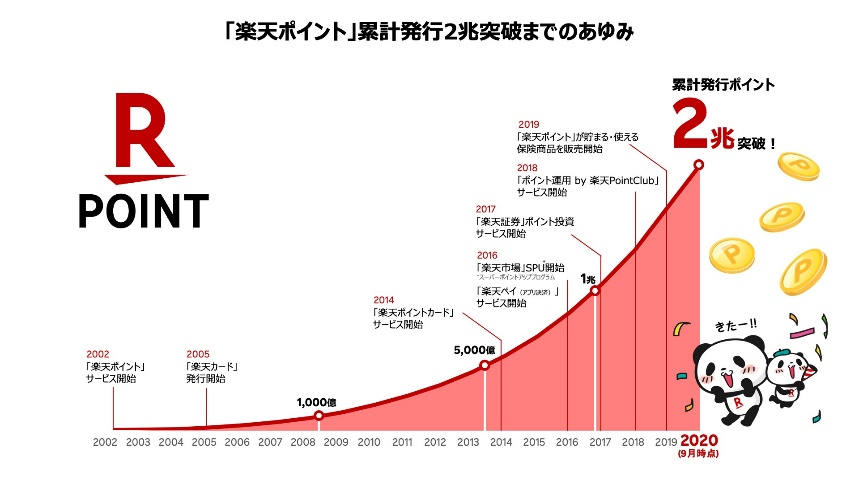 「楽天ポイント」累計発行2兆突破までのあゆみ
R
POINT
累計発行ポイント
2兆突破！
2019
「楽天ポイント」が貯まる・使える
保険商品を販売開始
2018
「ポイント運用 by 楽天PointClub」
サービス開始
2017
「楽天証券」ポイント投資
サービス開始
2016
「楽天市場」SPU開始
*スーパーポイントアッププログラム
「楽天ペイ（アプリ決済）」
サービス開始
1兆
2014
「楽天ポイントカード」
サービス開始
5,000億
2002
「楽天ポイント」
サービス開始
2005
「楽天カード」
発行開始
1,000億
きたー!!
P
P
P
P
R
R
2002 2003 2004 2005 2006 2007 2008 2009 2010 2011 2012 2013 2014 2015 2016 2017 2018 2019 2020
(9月時点)